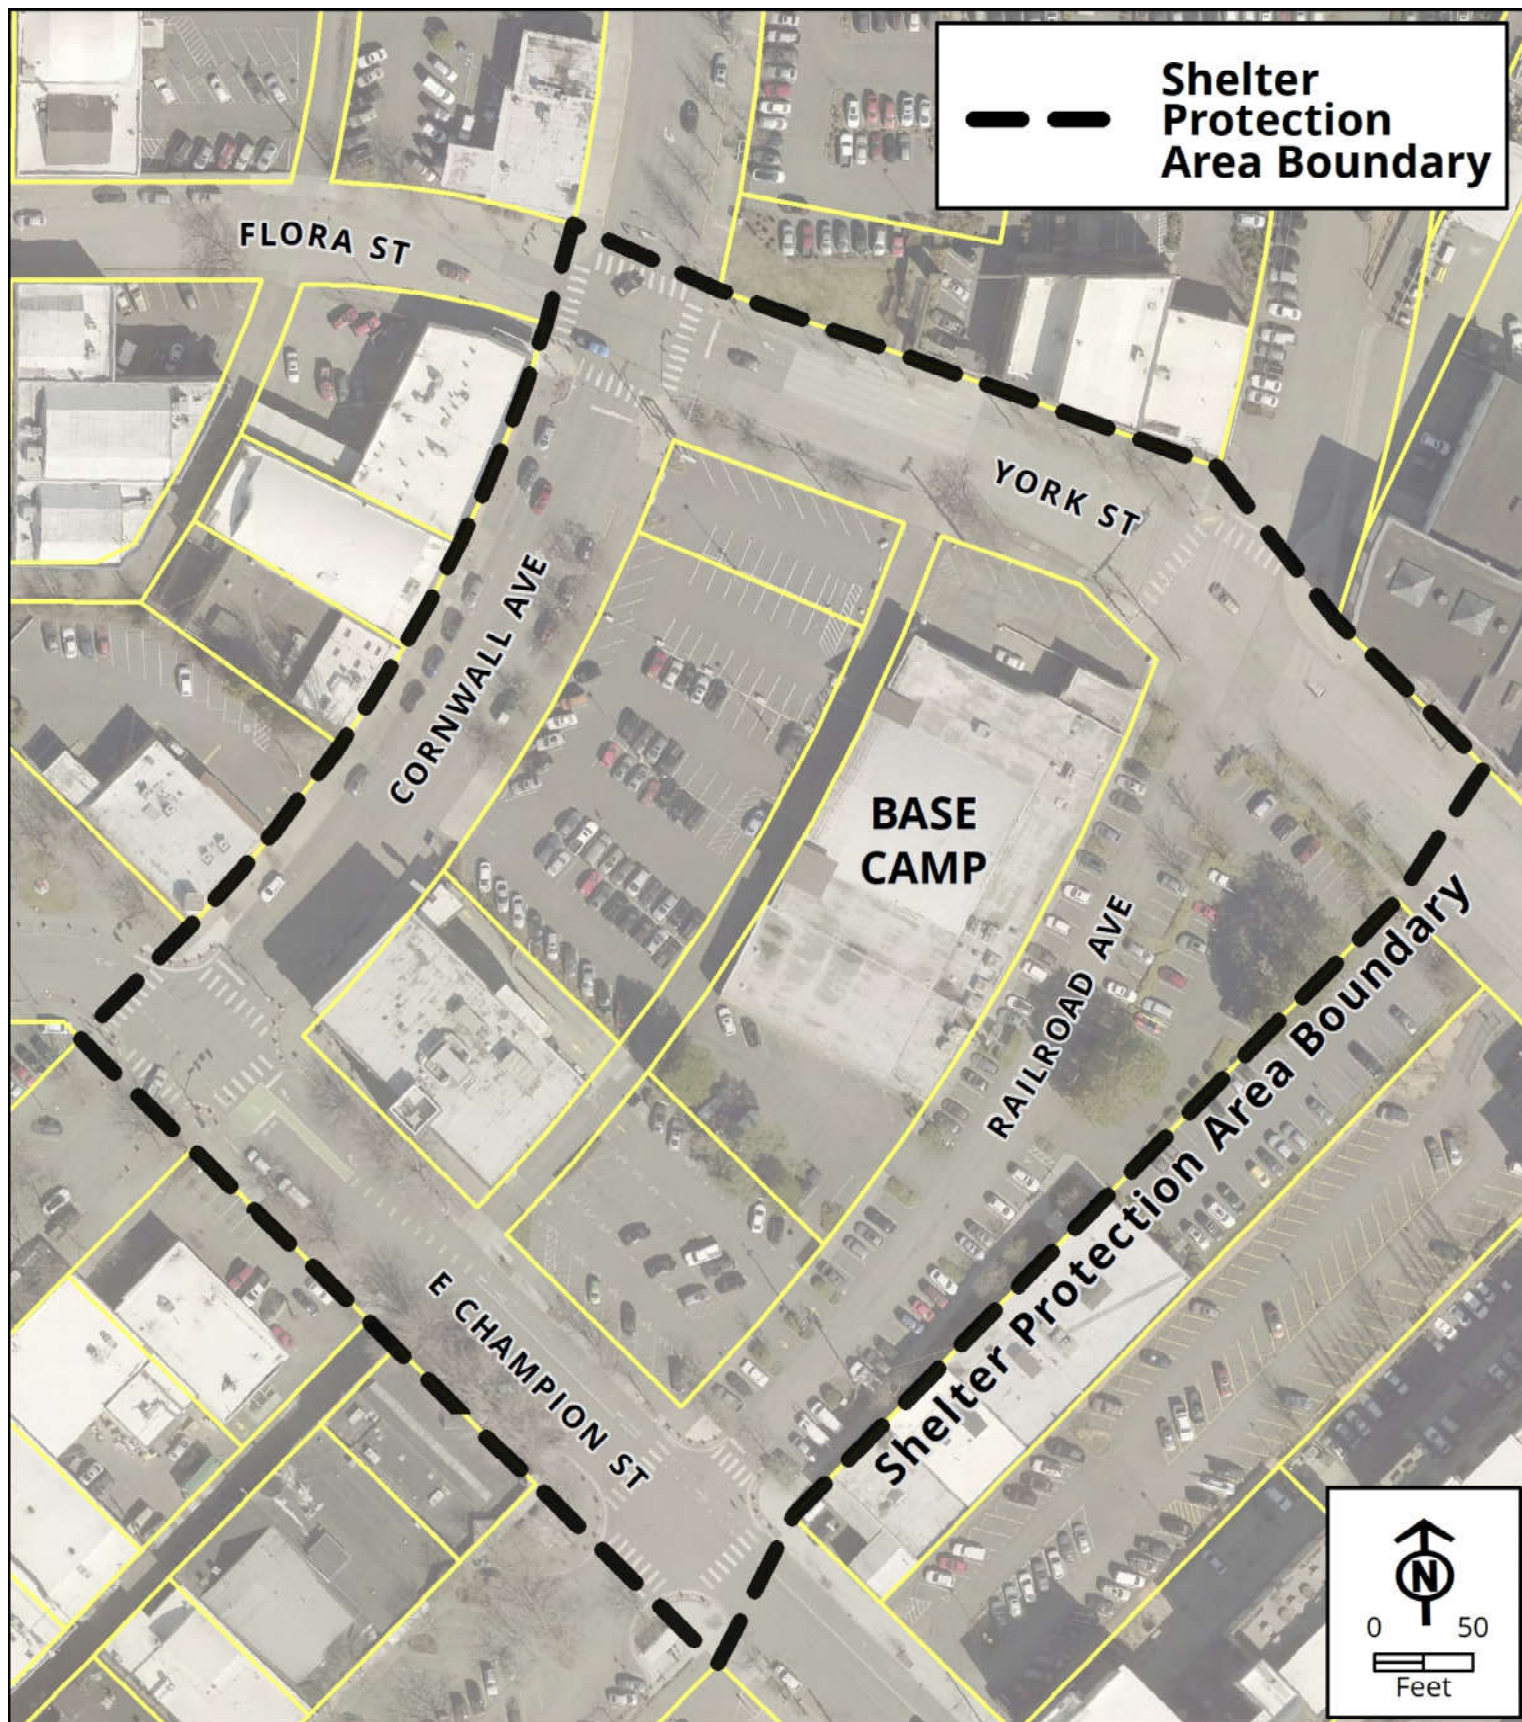 Shelter
Protection
Area Boundary
FLORA ST
YORK ST
CORNWALL AVE
BASE
CAMP
RAILROAD AVE
Shelter Protection Area Boundary
E CHAMPION ST
N
0 50
Feet